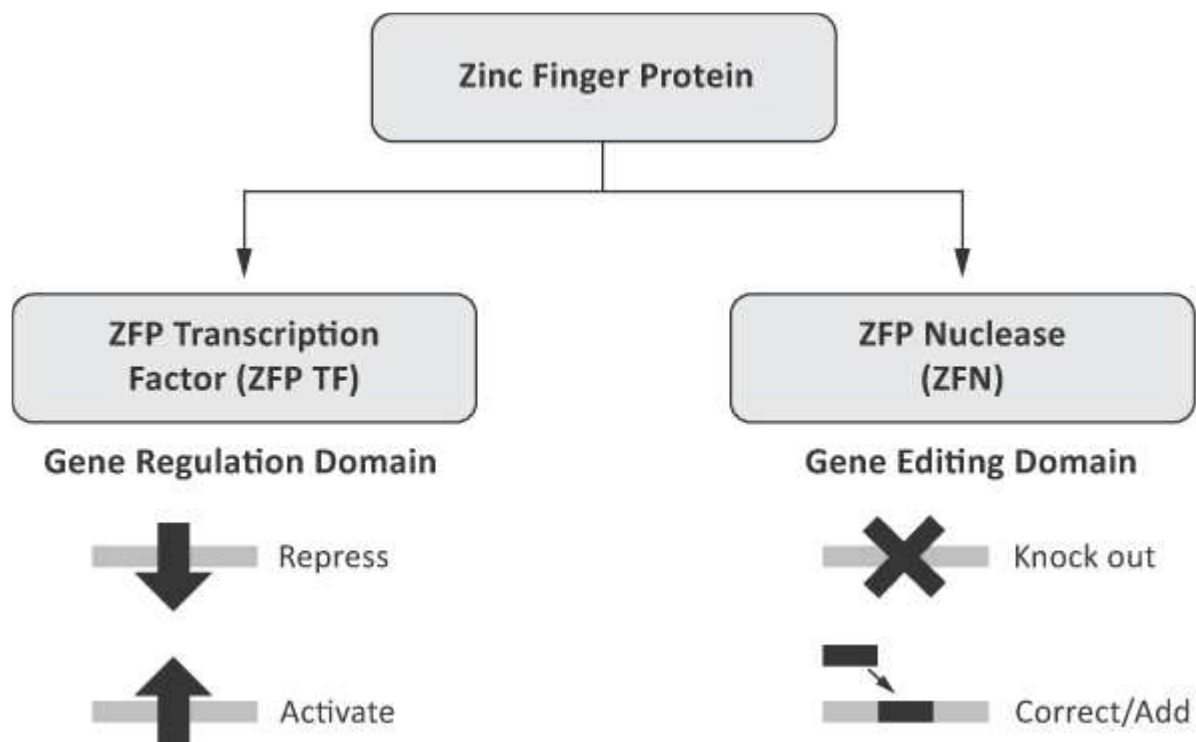 Zinc Finger Protein
ZFP Transcription
Factor (ZFP TF)
ZFP Nuclease
(ZFN)
Gene Regulation Domain
Gene Editing Domain
Repress
Knock out
Activate
Correct/Add